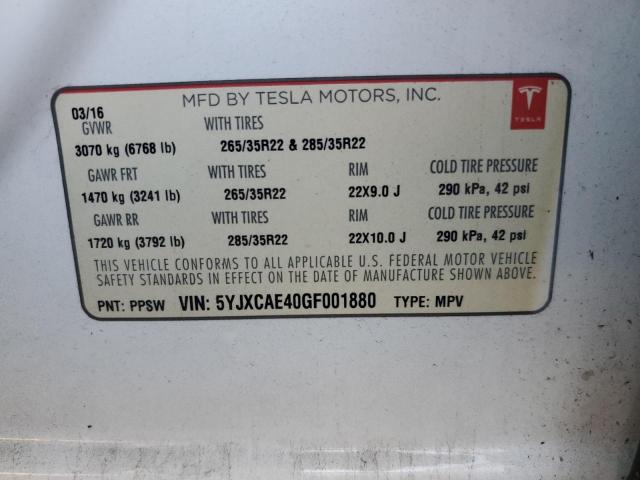 MFD BY TESLA MOTORS, INC.
TESLA
03/16
GVWR WITH TIRES
3070 kg (6768 lb) 265/35R22 & 285/35R22
GAWR FRT WITH TIRES RIM COLD TIRE PRESSURE
1470 kg (3241 lb) 265/35R22 22X9.0 J 290 kPa, 42 psi
GAWR RR WITH TIRES RIM COLD TIRE PRESSURE
1720 kg (3792 lb) 285/35R22 22X10.0 J 290 kPa, 42 psi
THIS VEHICLE CONFORMS TO ALL APPLICABLE U.S. FEDERAL MOTOR VEHICLE
SAFETY STANDARDS IN EFFECT ON THE DATE OF MANUFACTURE SHOWN ABOVE.
PNT: PPSW VIN: 5YJXCAE40GF001880 TYPE: MPV